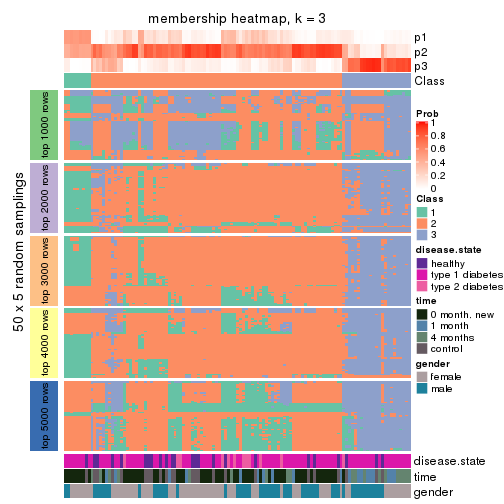 membership heatmap, k = 3
p1
p2
p3
Class
50 x 5 random samplings
top 1000 rows
top 2000 rows
top 3000 rows
top 4000 rows
top 5000 rows
Prob
1
0.8
0.6
0.4
0.2
0
Class
1
2
3
disease.state
healthy
type 1 diabetes
type 2 diabetes
time
0 month. new
1 month
4 months
control
gender
female
male
disease.state
time
gender